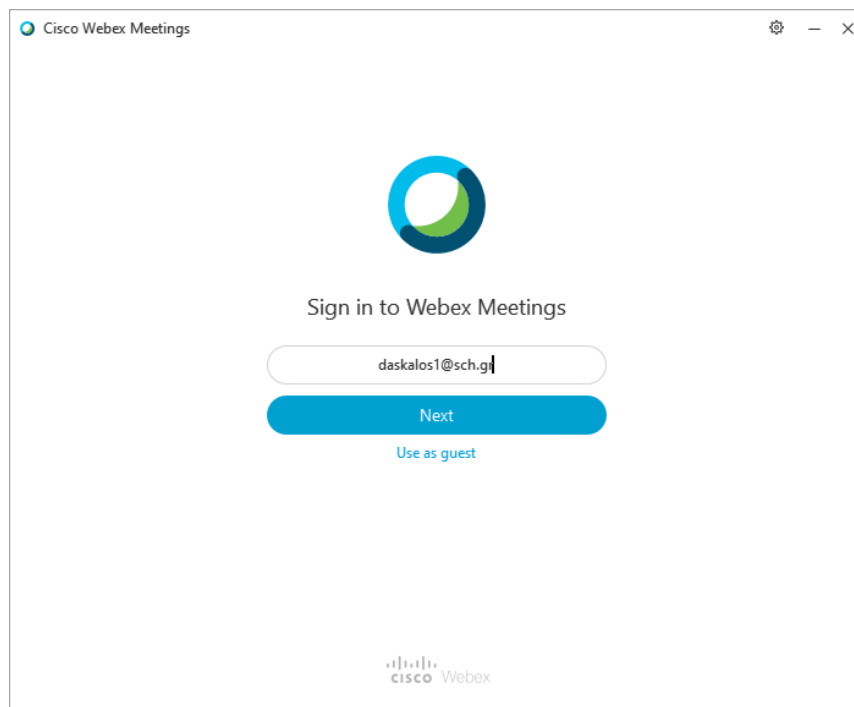 Cisco Webex Meetings
Sign in to Webex Meetings
daskalos1@sch.gr
Next
Use as guest
cisco Webex